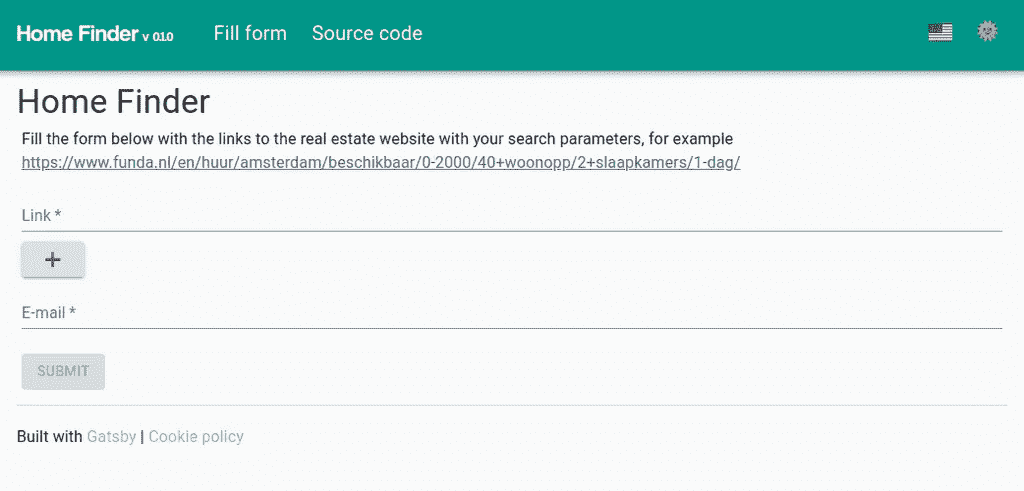 Home Finder v 0.1.0 Fill form Source code
Home Finder
Fill the form below with the links to the real estate website with your search parameters, for example
https://www.funda.nl/en/huur/amsterdam/beschikbaar/0-2000/40+woonopp/2+slaapkamers/1-dag/
Link *
+
E-mail *
SUBMIT
Built with Gatsby | Cookie policy